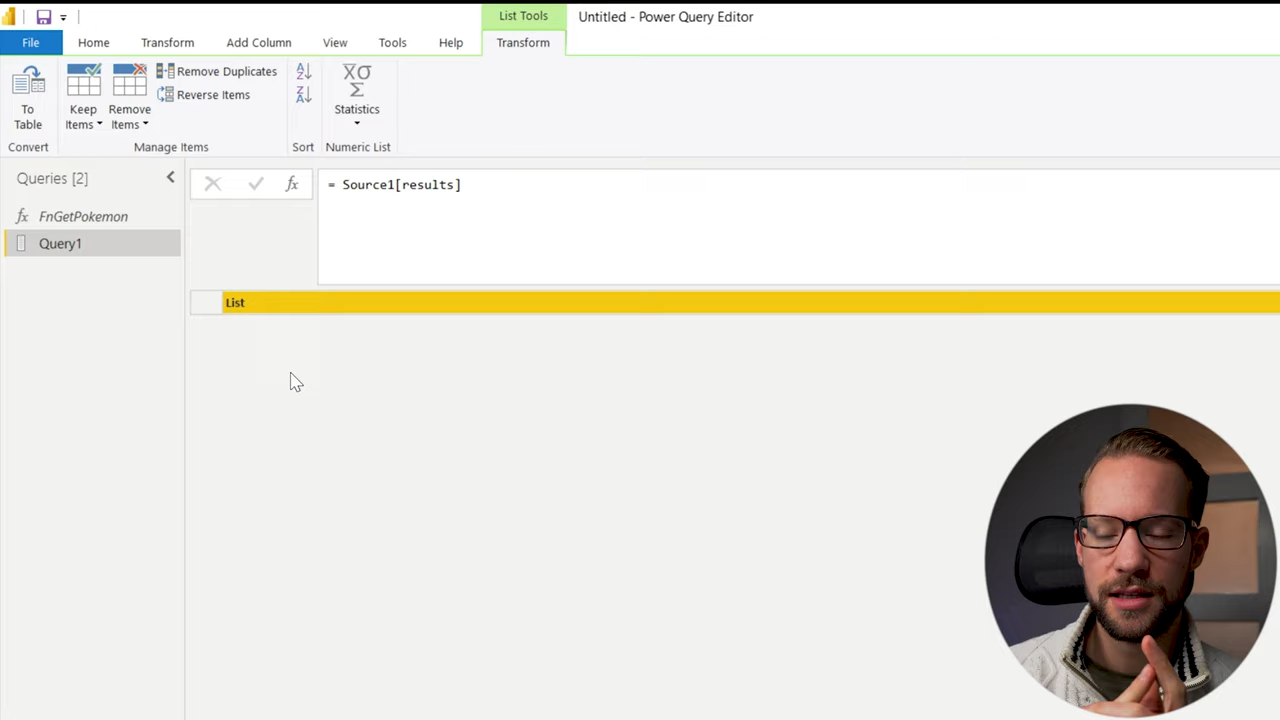 List Tools
Untitled - Power Query Editor
File
Home
Transform
Add Column
View
Tools
Help
Transform
To
Table
Keep
Items
Remove
Items
Remove Duplicates
Reverse Items
Statistics
Convert
Manage Items
Sort
Numeric List
Queries [2]
fx
= Source1[results]
fx FnGetPokemon
Query1
List